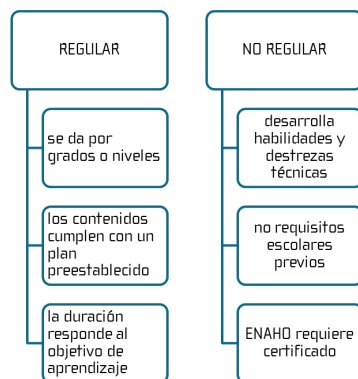 REGULAR
se da por
grados o niveles
los contenidos
cumplen con un
plan
preestablecido
la duración
responde al
objetivo de
aprendizaje
NO REGULAR
desarrolla
habilidades y
destrezas
técnicas
no requisitos
escolares
previos
ENAHO requiere
certificado